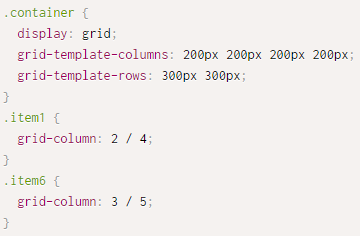 .container {
  display: grid;
  grid-template-columns: 200px 200px 200px 200px;
  grid-template-rows: 300px 300px;
}
.item1 {
  grid-column: 2 / 4;
}
.item6 {
  grid-column: 3 / 5;
}